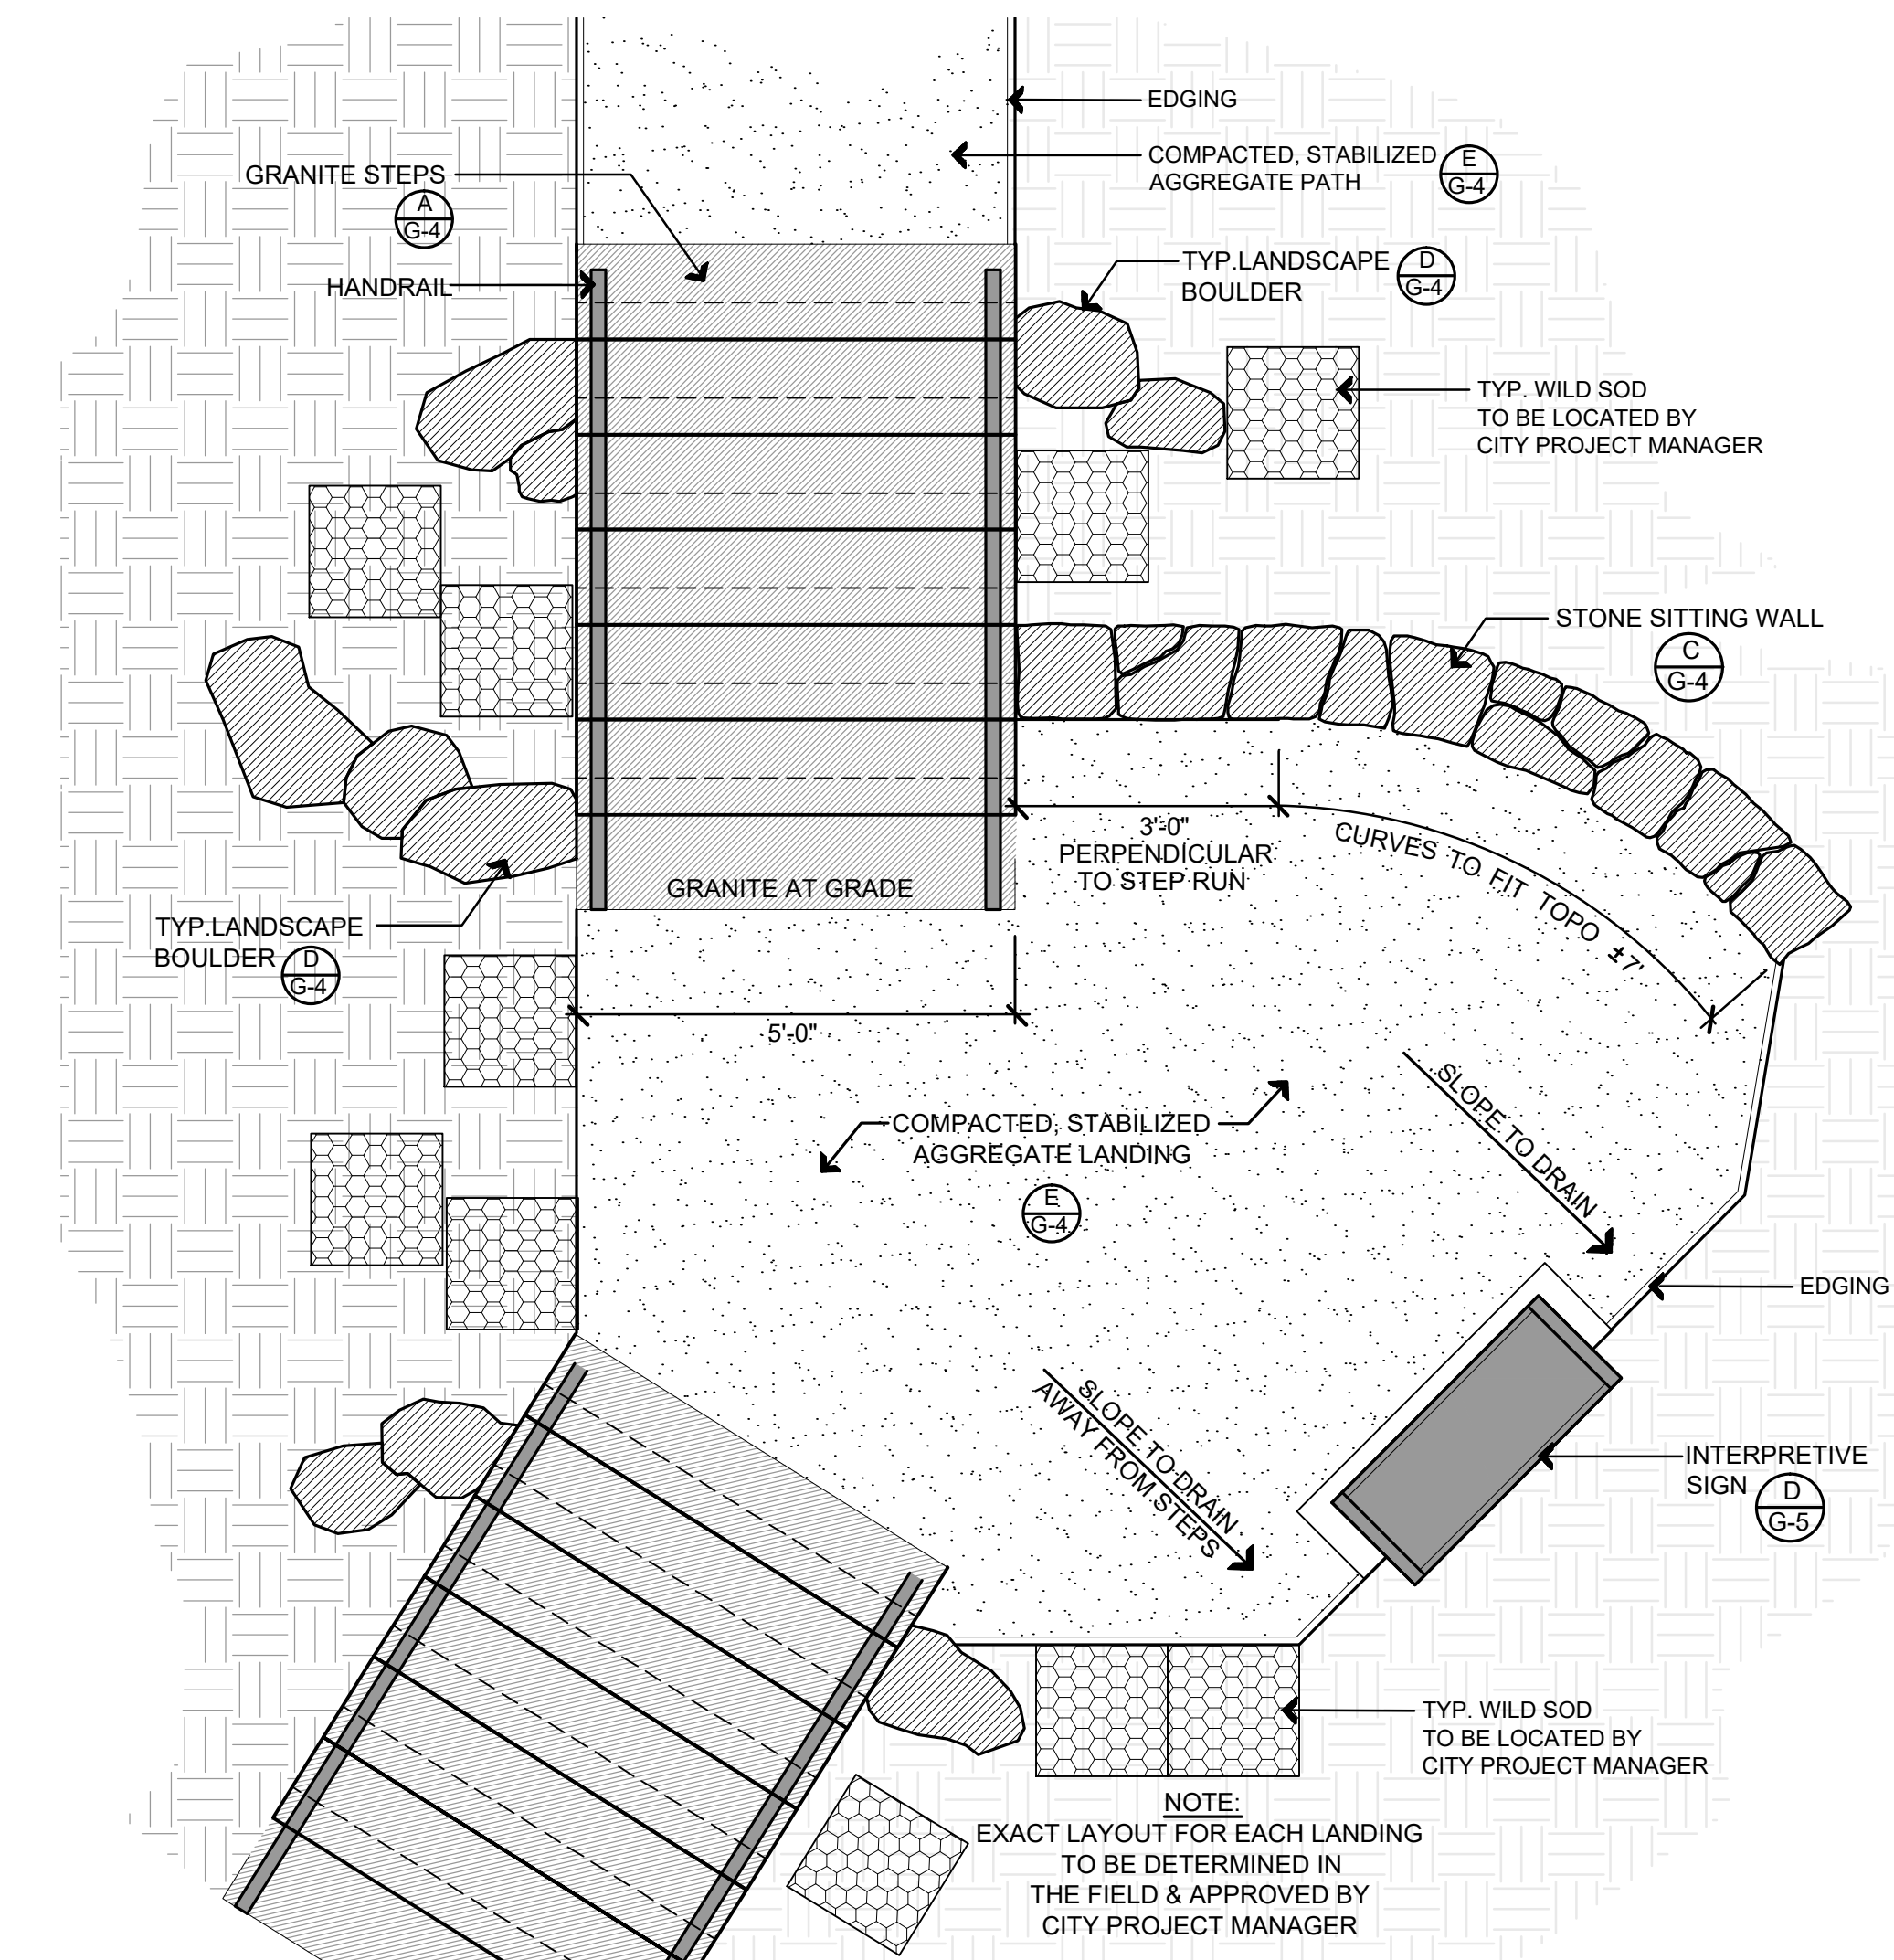 EDGING
COMPACTED, STABILIZED
AGGREGATE PATH
E
G-4
GRANITE STEPS
A
G-4
HANDRAIL
TYP.LANDSCAPE
BOULDER
D
G-4
TYP. WILD SOD
TO BE LOCATED BY
CITY PROJECT MANAGER
STONE SITTING WALL
C
G-4
3'-0"
PERPENDICULAR
TO STEP RUN
CURVES TO FIT TOPO ±7'
GRANITE AT GRADE
TYP.LANDSCAPE
BOULDER
D
G-4
5'-0"
COMPACTED, STABILIZED
AGGREGATE LANDING
E
G-4
SLOPE TO DRAIN
EDGING
SLOPE TO DRAIN
AWAY FROM STEPS
INTERPRETIVE
SIGN
D
G-5
TYP. WILD SOD
TO BE LOCATED BY
CITY PROJECT MANAGER
NOTE:
EXACT LAYOUT FOR EACH LANDING
TO BE DETERMINED IN
THE FIELD & APPROVED BY
CITY PROJECT MANAGER